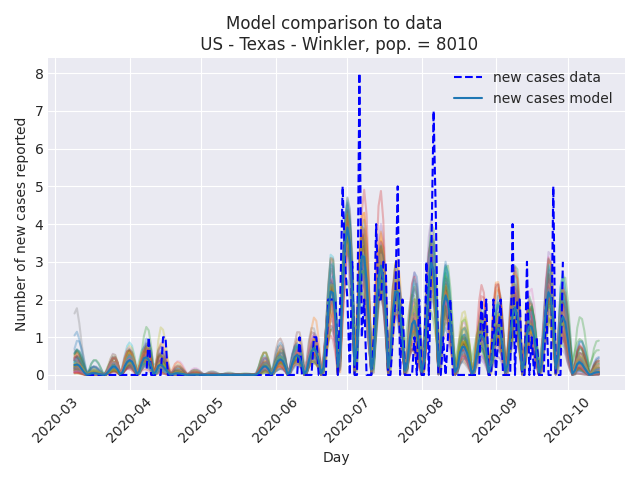 Model comparison to data
US - Texas - Winkler, pop. = 8010
Number of new cases reported
8
7
6
5
4
3
2
1
0
new cases data
new cases model
2020-03
2020-04
2020-05
2020-06
2020-07
2020-08
2020-09
2020-10
Day